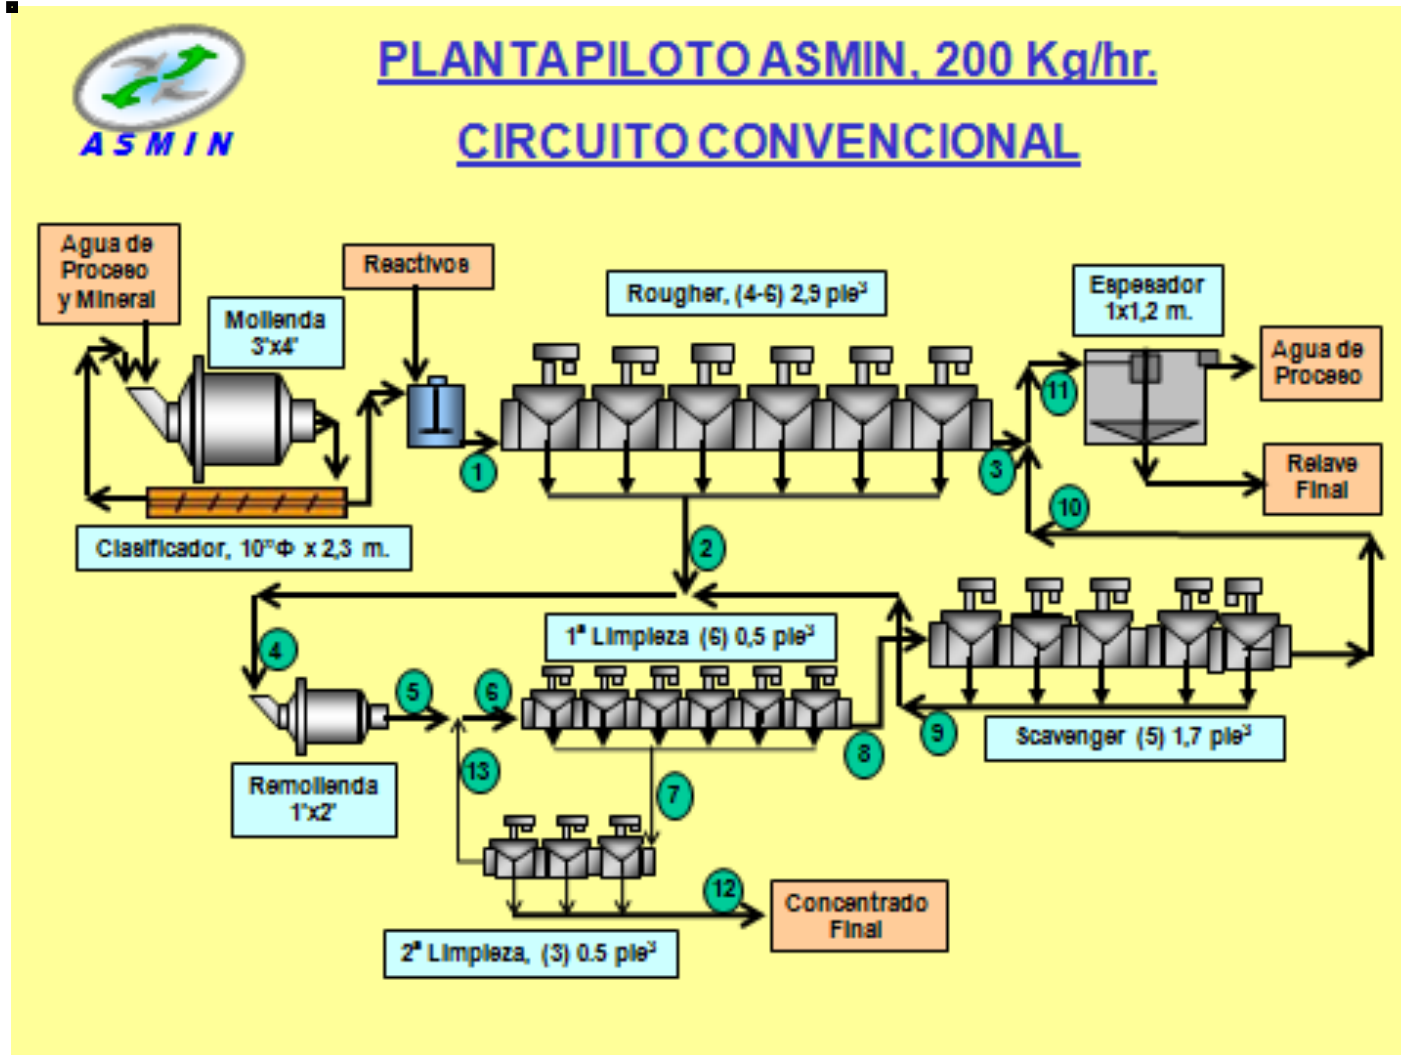 ASMIN
PLANTA PILOTO ASMIN, 200 Kg/hr.
CIRCUITO CONVENCIONAL
Agua de
Proceso
y Mineral
Molienda
3'x4'
Reactivos
Rougher, (4-6) 2,9 pie³
Espesador
1x1,2 m.
Agua de
Proceso
11
1
3
Relave
Final
10
Clasificador, 10"Φ x 2,3 m.
2
1ª Limpieza (6) 0,5 pie³
4
5
6
8
9
Scavenger (5) 1,7 pie³
Remolienda
1'x2'
13
7
12
Concentrado
Final
2ª Limpieza, (3) 0.5 pie³